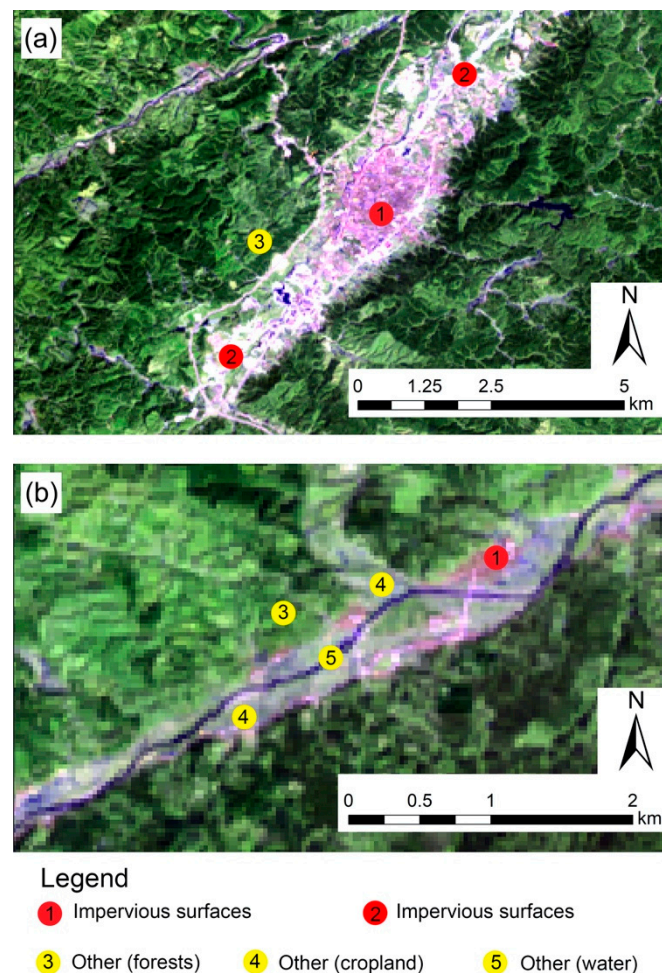 (a)
2
1
3
2
N
0 1.25 2.5 5
km
(b)
1
4
3
5
4
N
0 0.5 1 2
km
Legend
1 Impervious surfaces 2 Impervious surfaces
3 Other (forests) 4 Other (cropland) 5 Other (water)